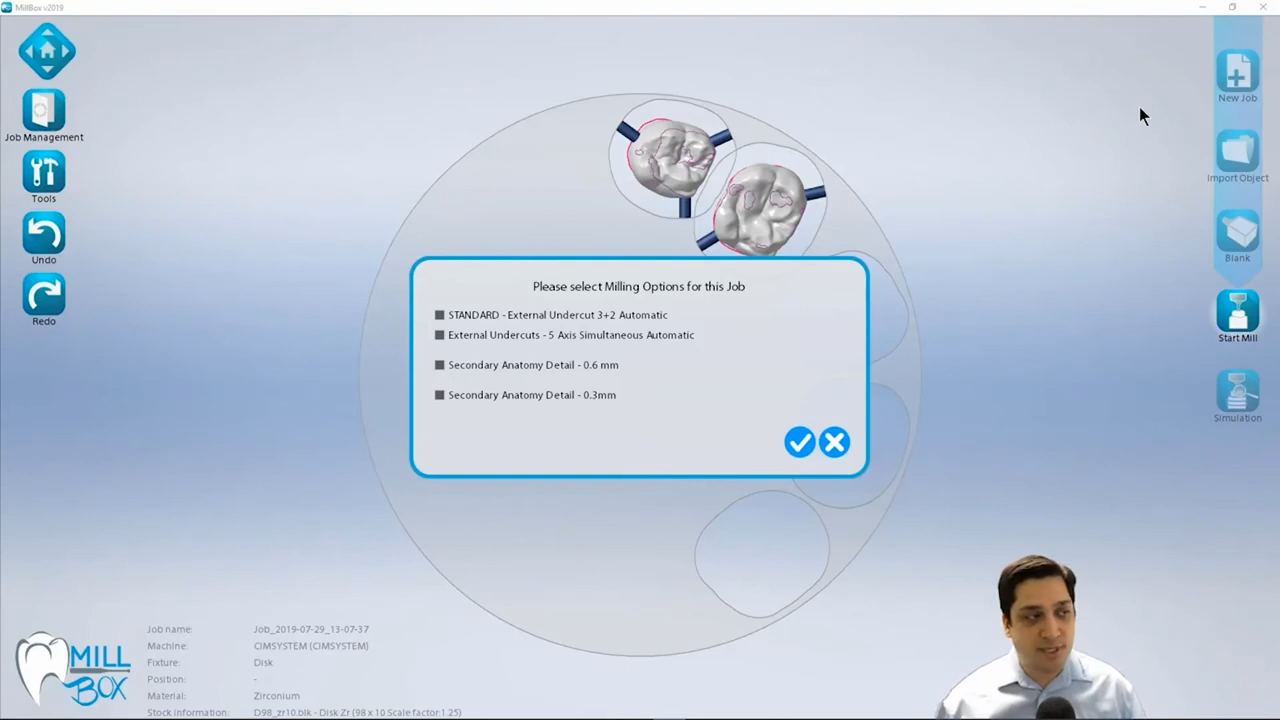 MillBox v2019
Job Management
Tools
Undo
Redo
New Job
Import Object
Blank
Start Mill
Simulation
Please select Milling Options for this Job
STANDARD - External Undercut 3+2 Automatic
External Undercuts - 5 Axis Simultaneous Automatic
Secondary Anatomy Detail - 0.6 mm
Secondary Anatomy Detail - 0.3mm
MILL
BOX
Job name: Job_2019-07-29_13-07-37
Machine: CIMSYSTEM (CIMSYSTEM)
Fixture: Disk
Position: -
Material: Zirconium
Stock information: D98_zr10.blk - Disk Zr (98 x 10 Scale factor 1.25)